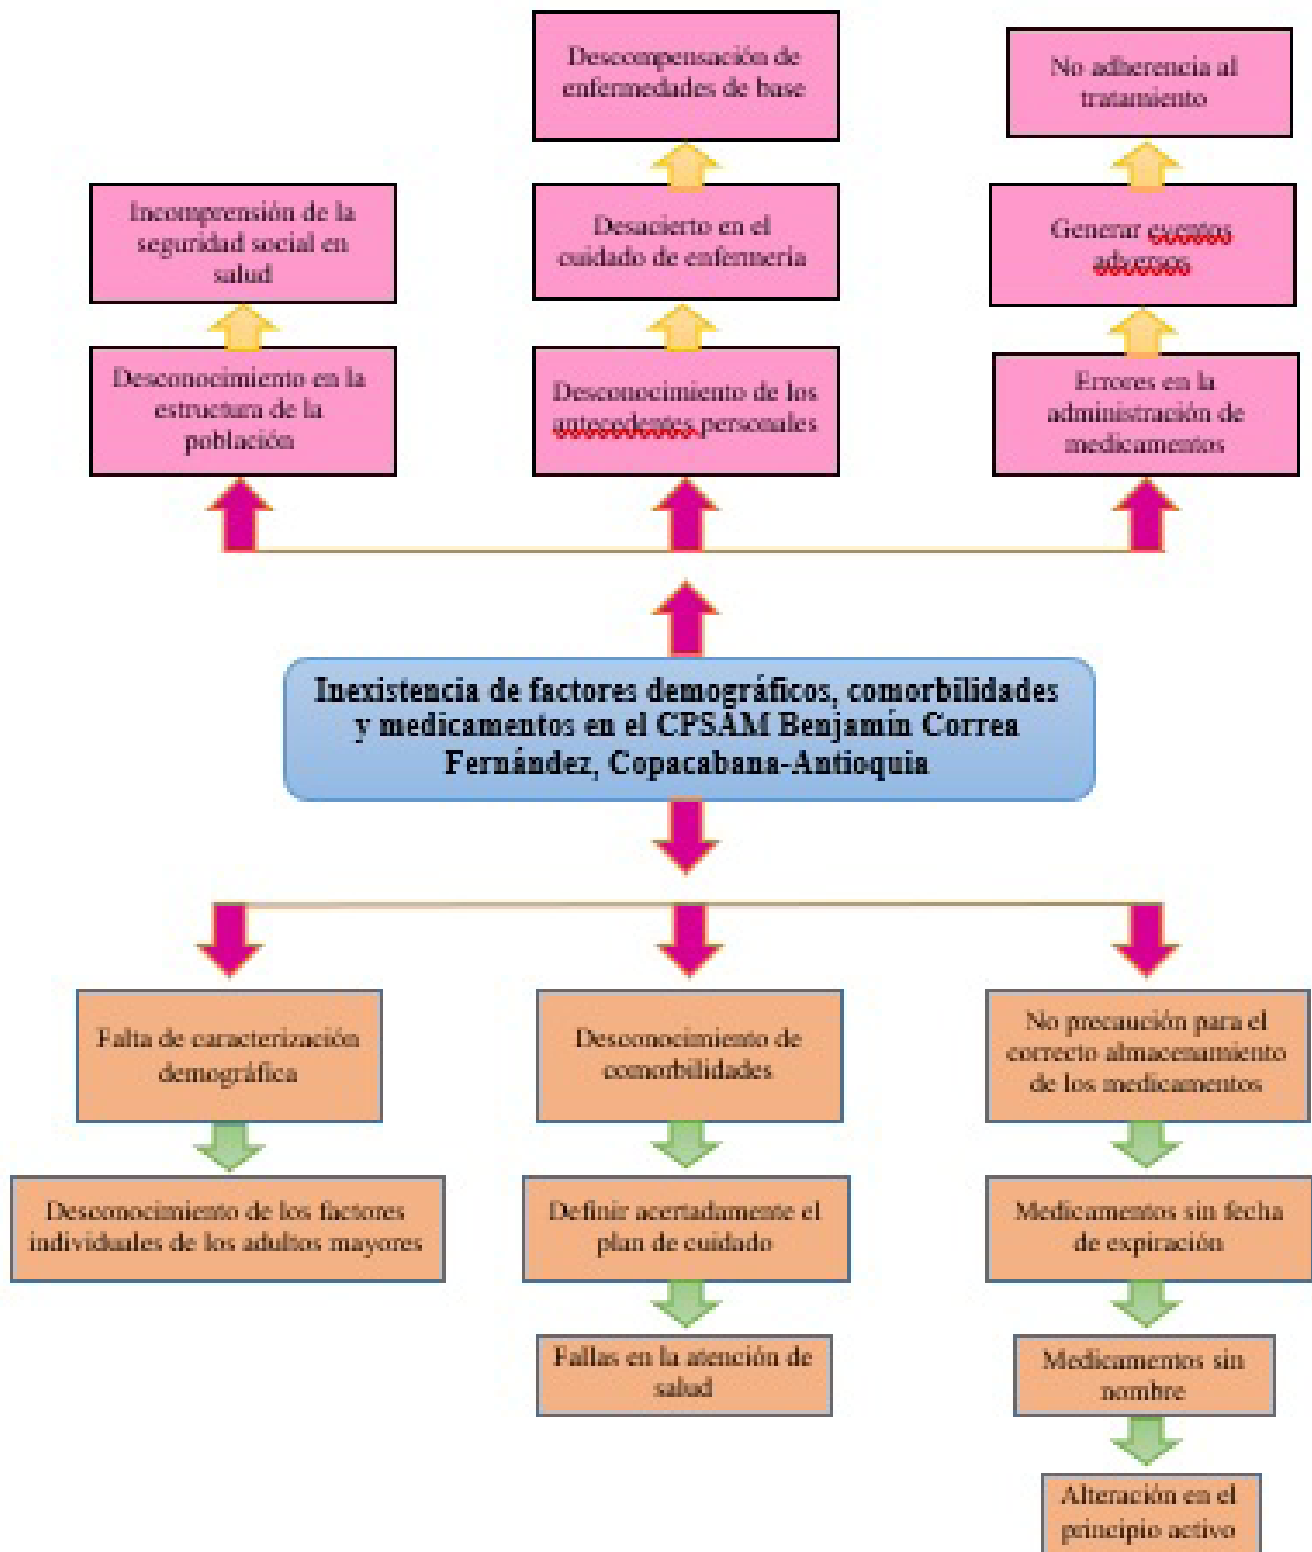 Descompensación de
enfermedades de base
No adherencia al
tratamiento
Incomprensión de la
seguridad social en
salud
Desacierto en el
cuidado de enfermería
Generar eventos
adversos
Desconocimiento en la
estructura de la
población
Desconocimiento de los
antecedentes personales
Errores en la
administración de
medicamentos
Inexistencia de factores demográficos, comorbilidades
y medicamentos en el CPSAM Benjamín Correa
Fernández, Copacabana-Antioquia
Falta de caracterización
demográfica
Desconocimiento de
comorbilidades
No precaución para el
correcto almacenamiento
de los medicamentos
Desconocimiento de los factores
individuales de los adultos mayores
Definir acertadamente el
plan de cuidado
Medicamentos sin fecha
de expiración
Fallas en la atención de
salud
Medicamentos sin
nombre
Alteración en el
principio activo